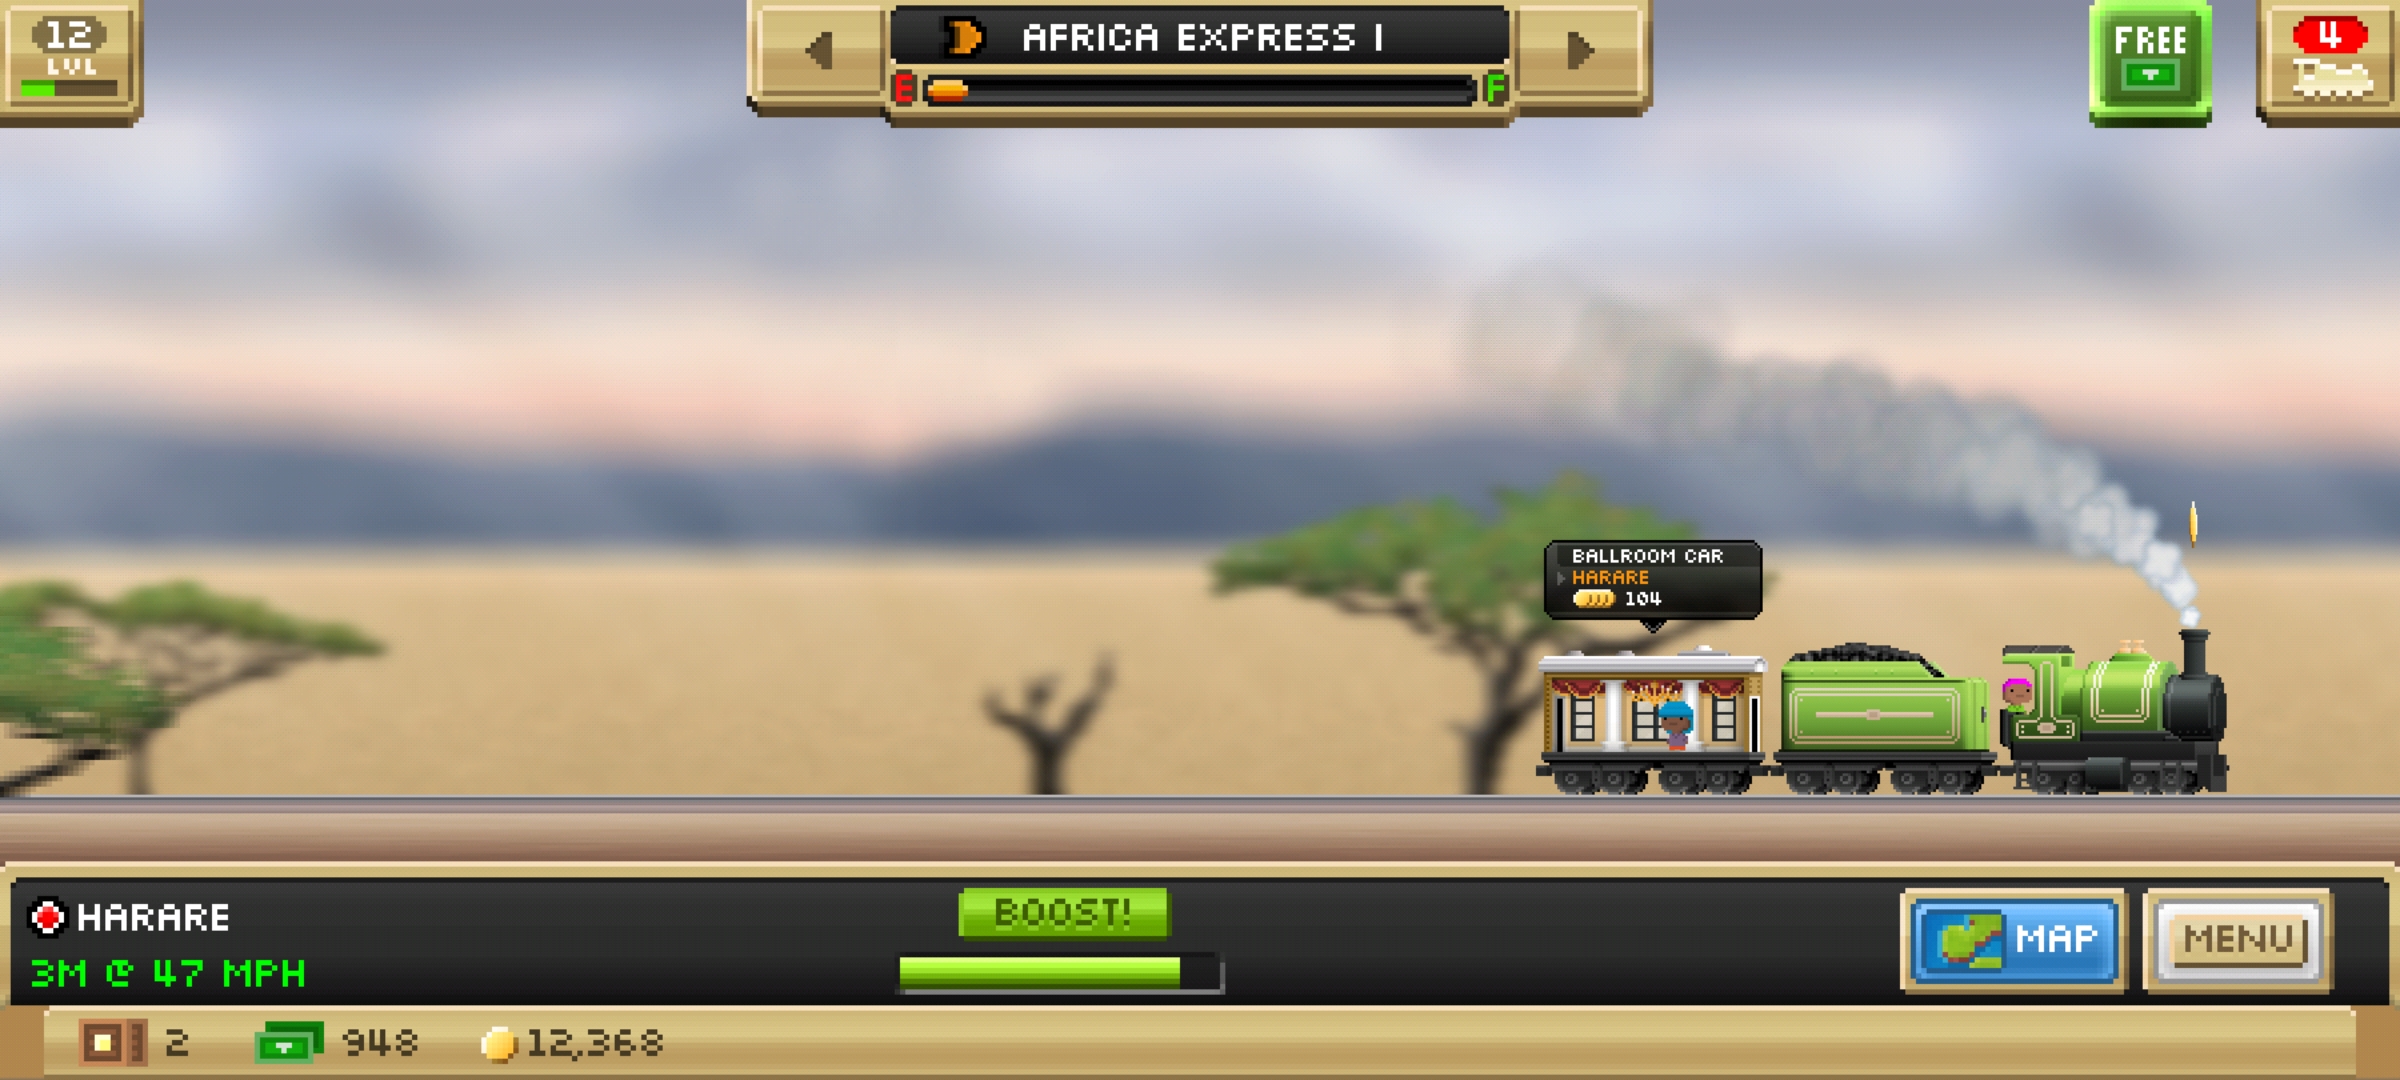 12
LVL
AFRICA EXPRESS I
E
F
FREE
4
BALLROOM CAR
HARARE
104
HARARE
3M @ 47 MPH
BOOST!
MAP
MENU
2
948
12,368